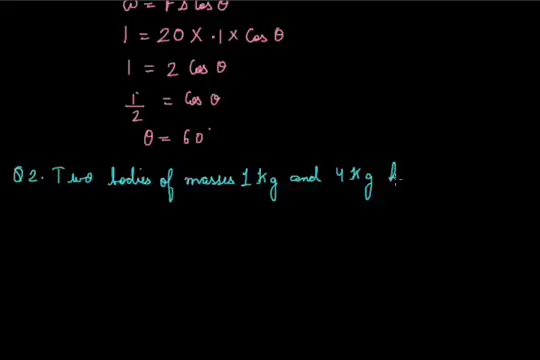 W = F S Cos θ
1 = 20 X .1 X Cos θ
1 = 2 Cos θ
1/2 = Cos θ
θ = 60°
Q2. Two bodies of masses 1 Kg and 4 Kg